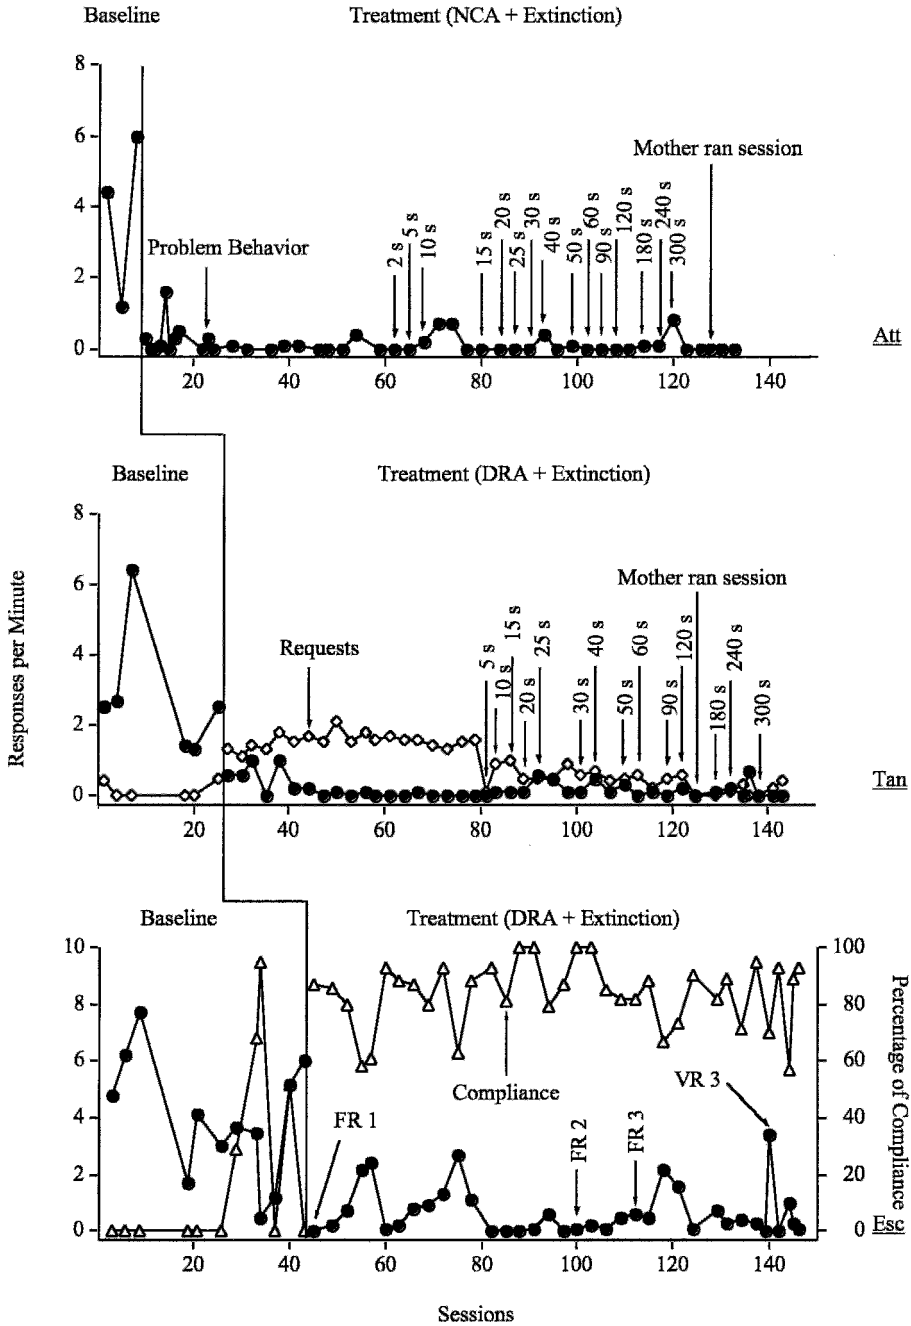 Baseline
Treatment (NCA + Extinction)
8
6
4
2
0
Problem Behavior
2 s
5 s
10 s
15 s
20 s
25 s
30 s
40 s
50 s
60 s
90 s
120 s
180 s
240 s
300 s
Mother ran session
Att
20
40
60
80
100
120
140
Baseline
Treatment (DRA + Extinction)
8
6
4
2
0
Responses per Minute
Requests
5 s
10 s
15 s
20 s
25 s
30 s
40 s
50 s
60 s
90 s
120 s
Mother ran session
180 s
240 s
300 s
Tan
20
40
60
80
100
120
140
Baseline
Treatment (DRA + Extinction)
10
8
6
4
2
0
FR 1
Compliance
FR 2
FR 3
VR 3
100
80
60
40
20
0
Percentage of Compliance
Esc
20
40
60
80
100
120
140
Sessions